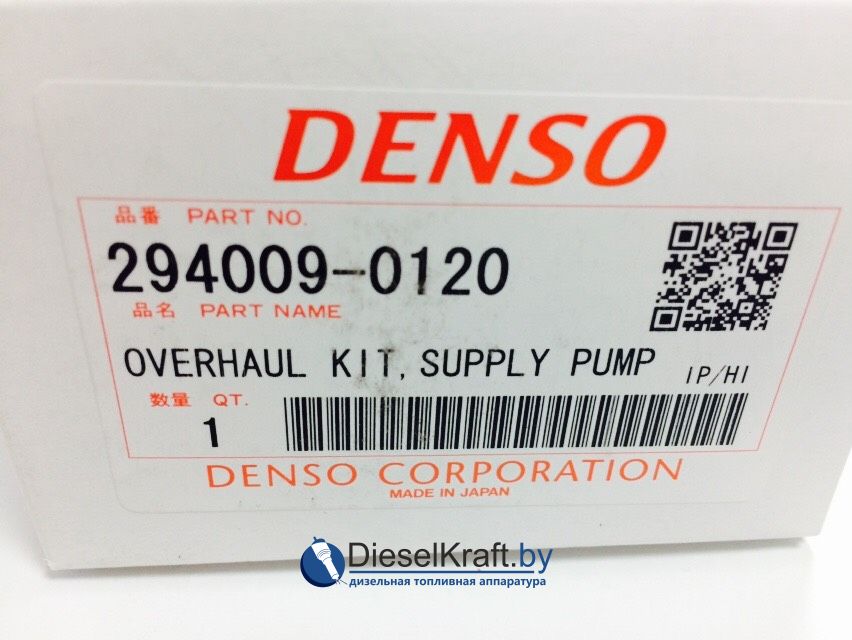 DENSO
品番 PART NO.
294009-0120
品名 PART NAME
OVERHAUL KIT, SUPPLY PUMP IP/HI
数量 QT.
1
DENSO CORPORATION
MADE IN JAPAN
DieselKraft.by
дизельная топливная аппаратура